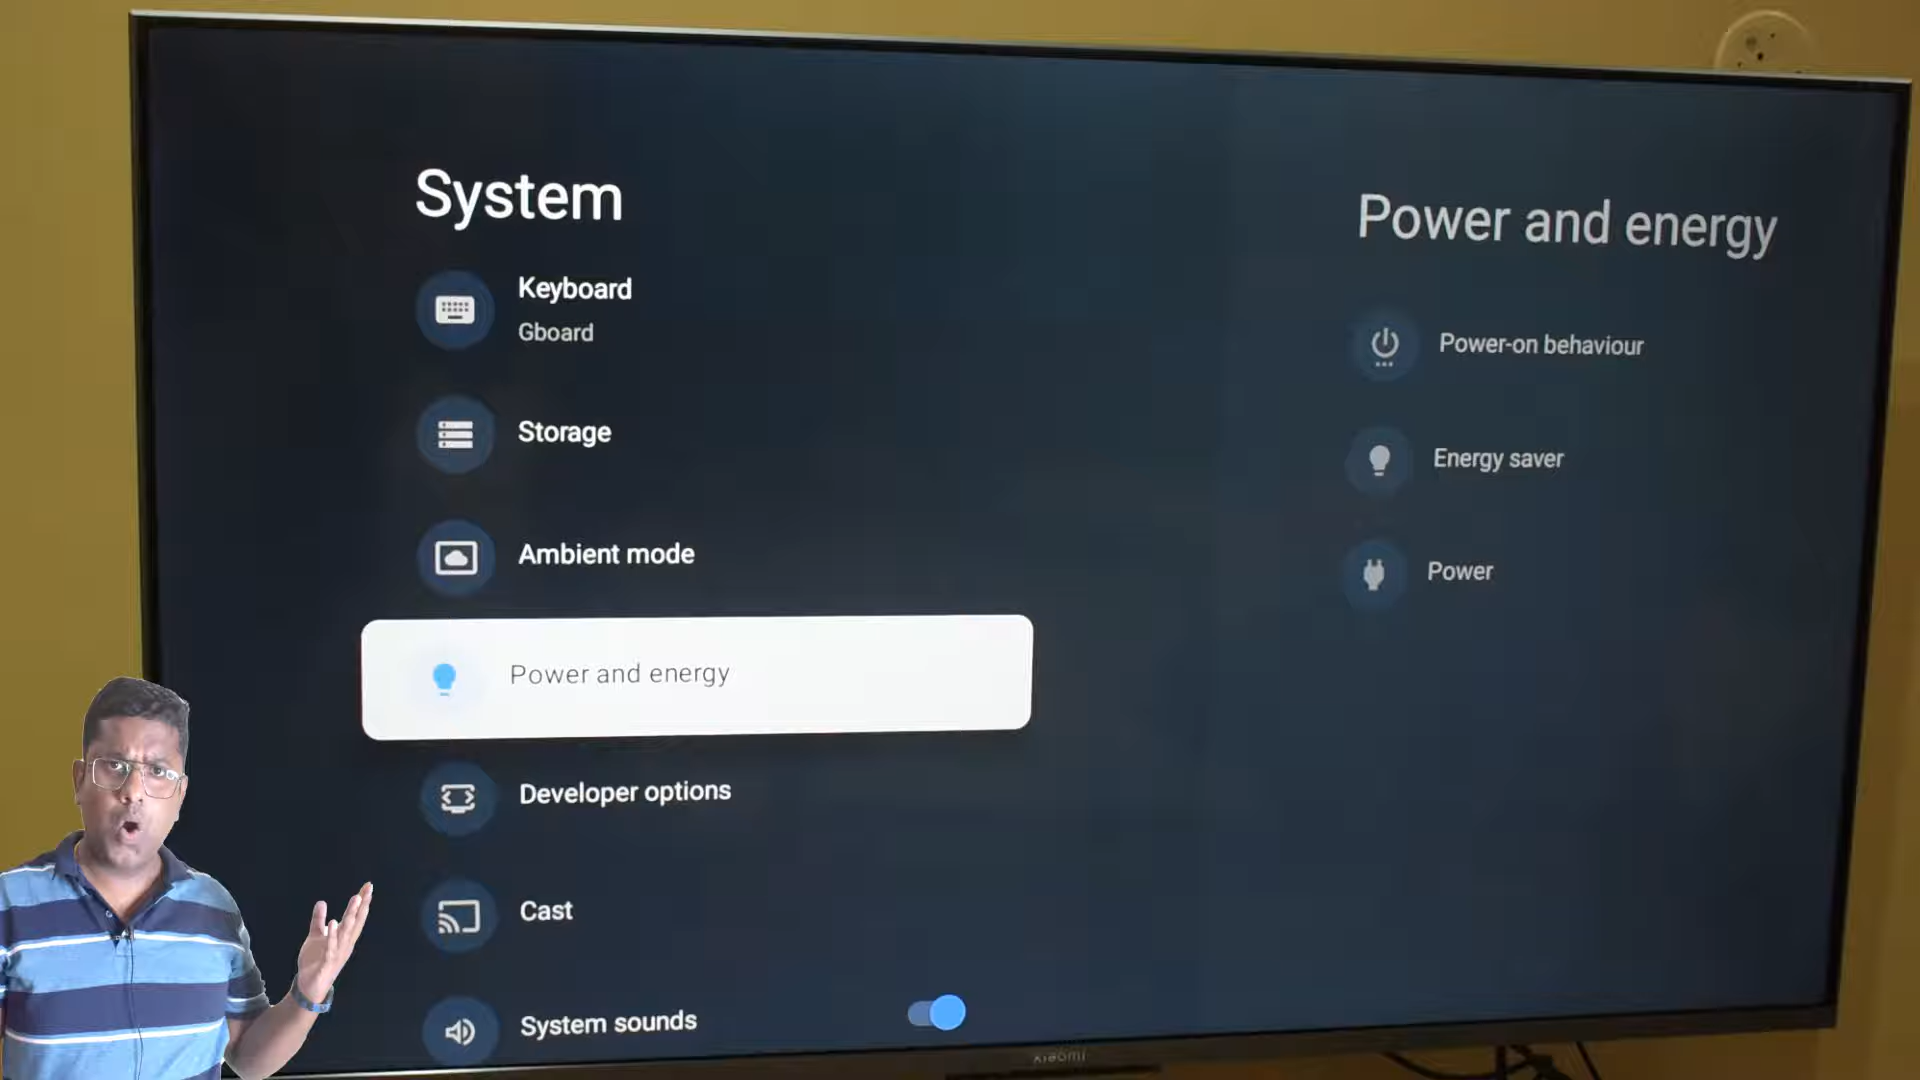 System
Keyboard
Gboard
Storage
Ambient mode
Power and energy
Developer options
Cast
System sounds
Power and energy
Power-on behaviour
Energy saver
Power
xiaomi